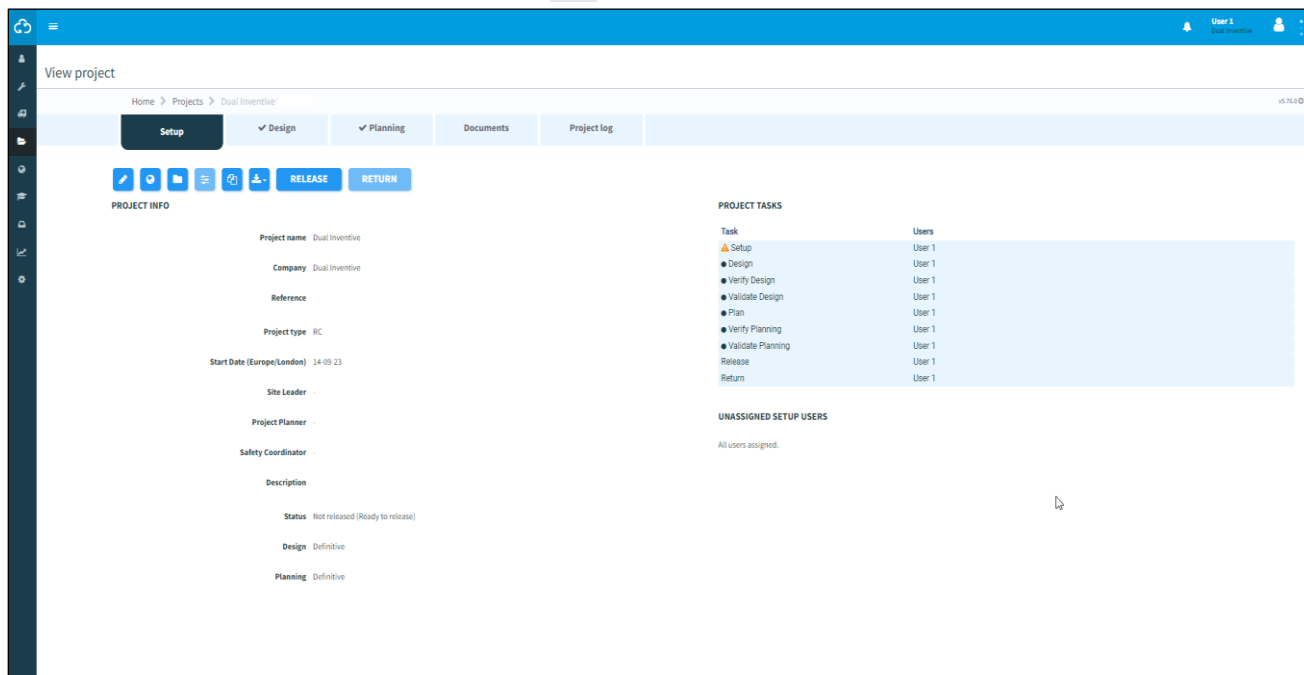 User 1
Dual Inventive
View project
Home Projects Dual Inventive
v5.76.0
Setup Design Planning Documents Project log
RELEASE RETURN
PROJECT INFO
Project name Dual Inventive
Company Dual Inventive
Reference
Project type RC
Start Date (Europe/London) 14-09-23
Site Leader -
Project Planner -
Safety Coordinator -
Description
Status Not released (Ready to release)
Design Definitive
Planning Definitive
PROJECT TASKS
Task Users
Setup User 1
Design User 1
Verify Design User 1
Validate Design User 1
Plan User 1
Verify Planning User 1
Validate Planning User 1
Release User 1
Return User 1
UNASSIGNED SETUP USERS
All users assigned.